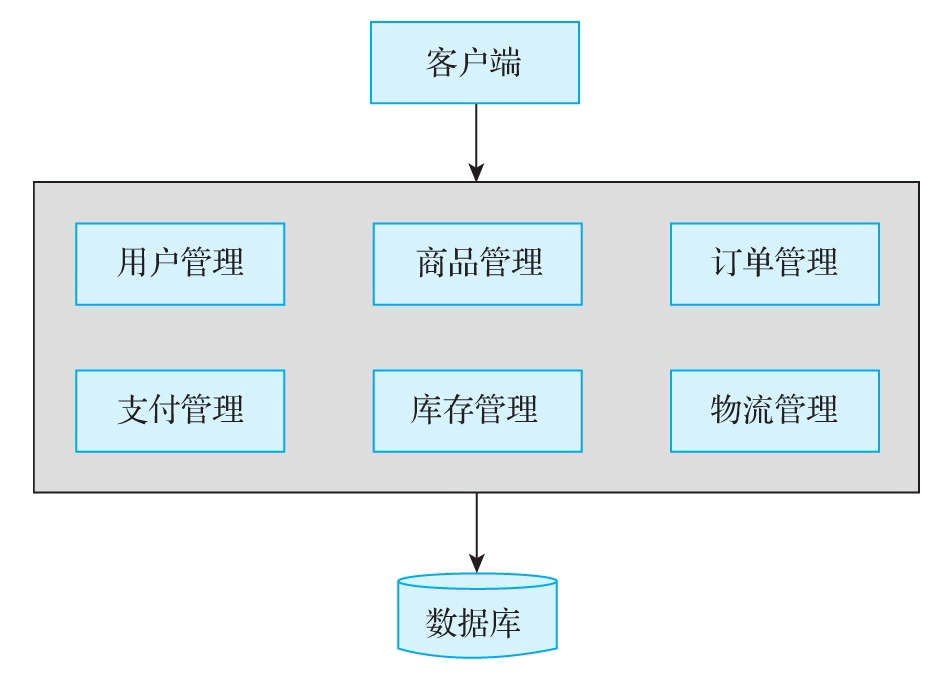 客户端
用户管理
商品管理
订单管理
支付管理
库存管理
物流管理
数据库